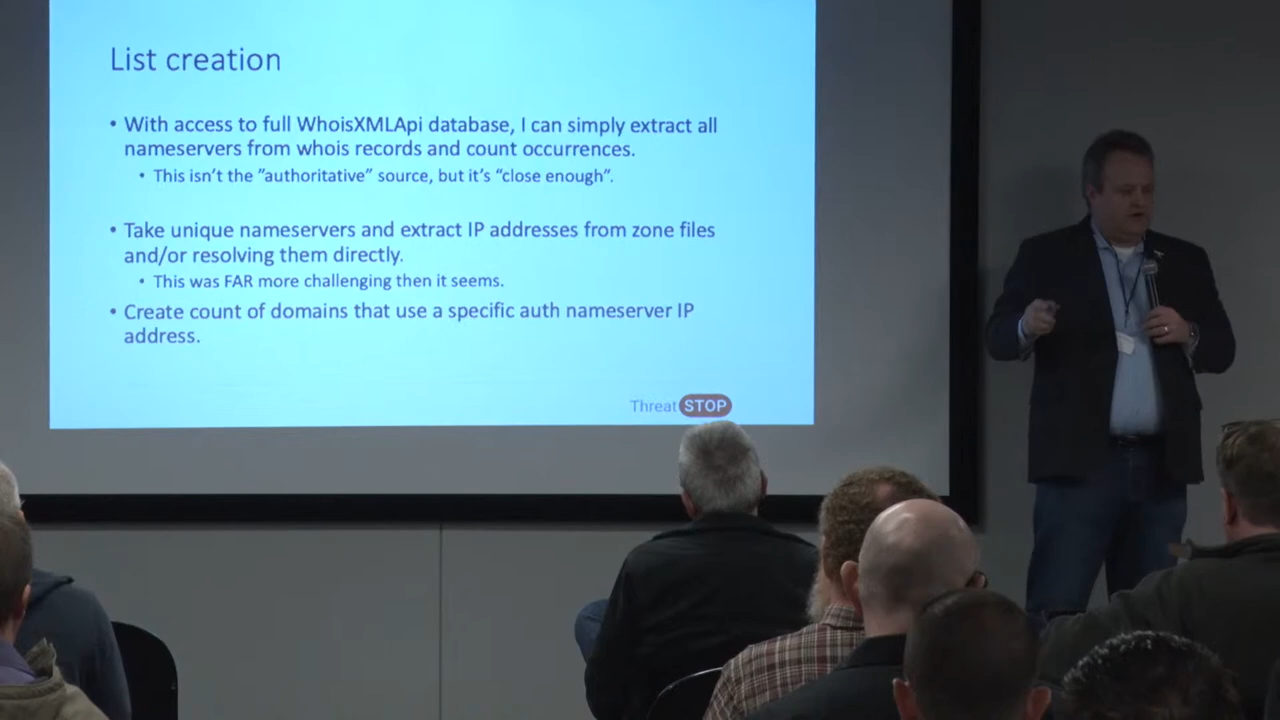 List creation
• With access to full WhoisXMLApi database, I can simply extract all
nameservers from whois records and count occurrences.
• This isn't the ”authoritative” source, but it's “close enough”.
• Take unique nameservers and extract IP addresses from zone files
and/or resolving them directly.
• This was FAR more challenging then it seems.
• Create count of domains that use a specific auth nameserver IP
address.
Threat STOP